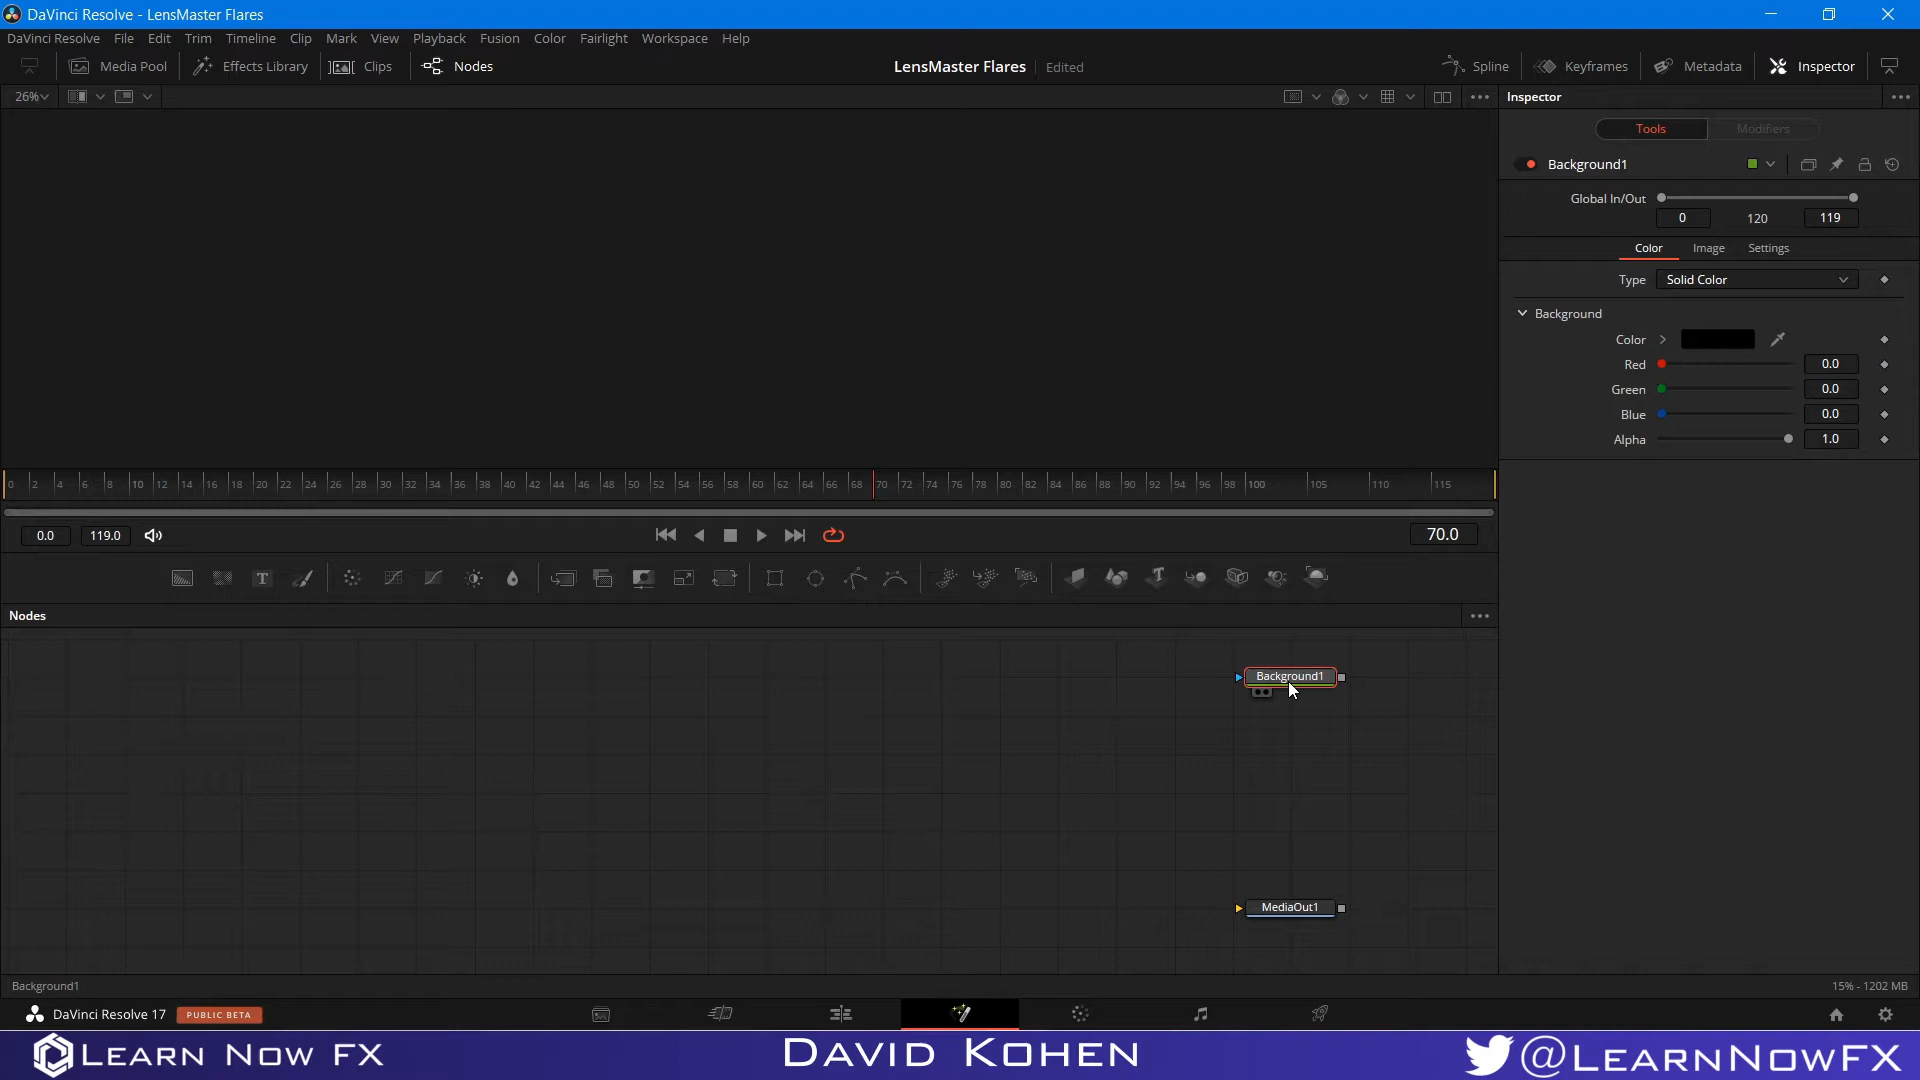 DaVinci Resolve - LensMaster Flares
DaVinci Resolve File Edit Trim Timeline Clip Mark View Playback Fusion Color Fairlight Workspace Help
Media Pool Effects Library Clips Nodes LensMaster Flares Edited Spline Keyframes Metadata Inspector
26%
Inspector
Tools Modifiers
Background1
Global In/Out
0 120 119
Color Image Settings
Type Solid Color
Background
Color
Red 0.0
Green 0.0
Blue 0.0
Alpha 1.0
0 2 4 6 8 10 12 14 16 18 20 22 24 26 28 30 32 34 36 38 40 42 44 46 48 50 52 54 56 58 60 62 64 66 68 70 72 74 76 78 80 82 84 86 88 90 92 94 96 98 100 105 110 115
0.0 119.0 70.0
T
Nodes
Background1
MediaOut1
Background1 15% - 1202 MB
DaVinci Resolve 17 PUBLIC BETA
Learn Now FX David Kohen @LearnNowFX